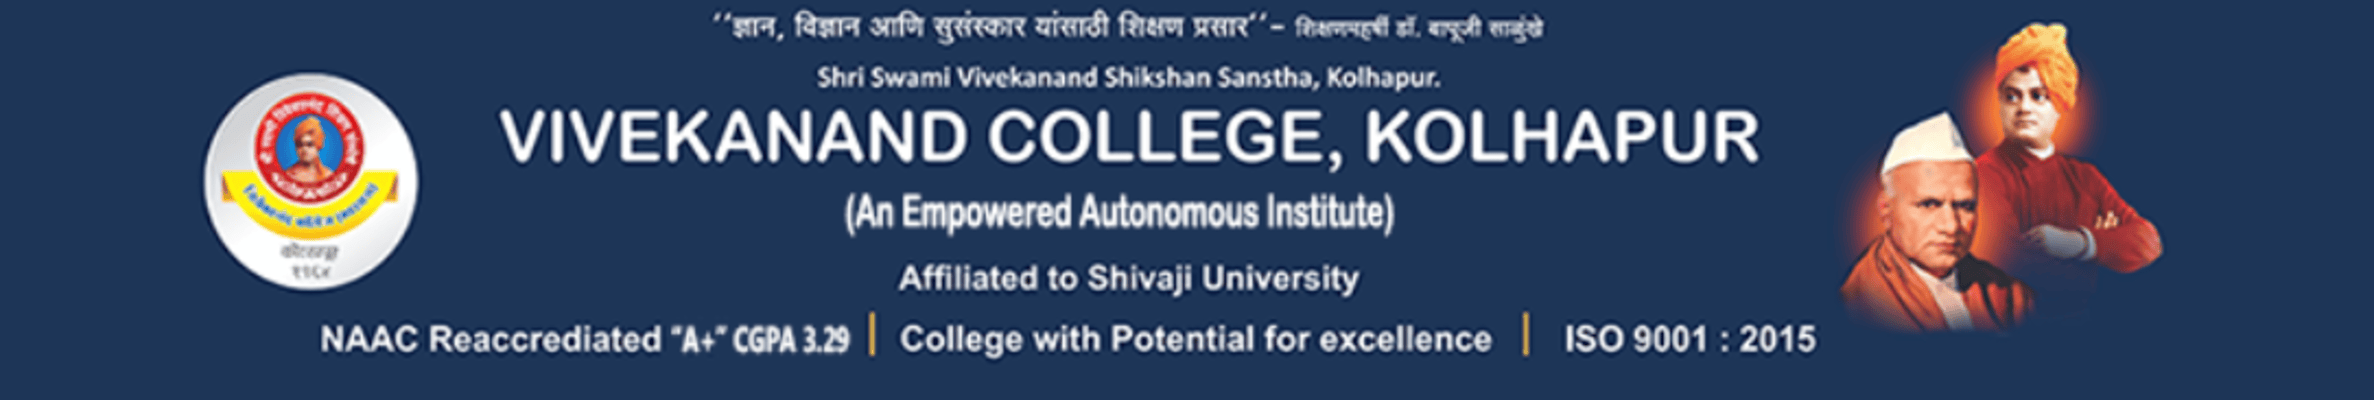 ‘‘ज्ञान, विज्ञान आणि सुसंस्कार यांसाठी शिक्षण प्रसार’’ – शिक्षणमहर्षी डॉ. बापूजी साळुंखे
Shri Swami Vivekanand Shikshan Sanstha, Kolhapur.
VIVEKANAND COLLEGE, KOLHAPUR
(An Empowered Autonomous Institute)
Affiliated to Shivaji University
NAAC Reaccrediated “A+” CGPA 3.29 | College with Potential for excellence | ISO 9001 : 2015
१९६४